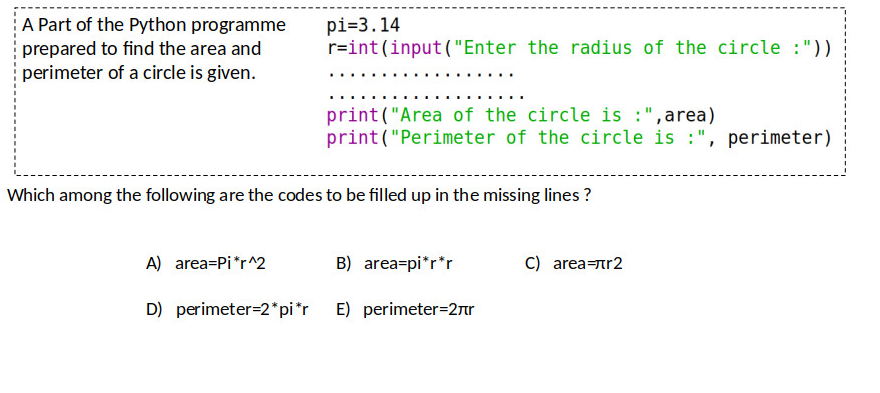 A Part of the Python programme
prepared to find the area and
perimeter of a circle is given.
pi=3.14
r=int(input("Enter the radius of the circle :"))
..................
...................
print("Area of the circle is :",area)
print("Perimeter of the circle is :", perimeter)
Which among the following are the codes to be filled up in the missing lines ?
A) area=Pi*r^2 B) area=pi*r*r C) area=πr2
D) perimeter=2*pi*r E) perimeter=2πr